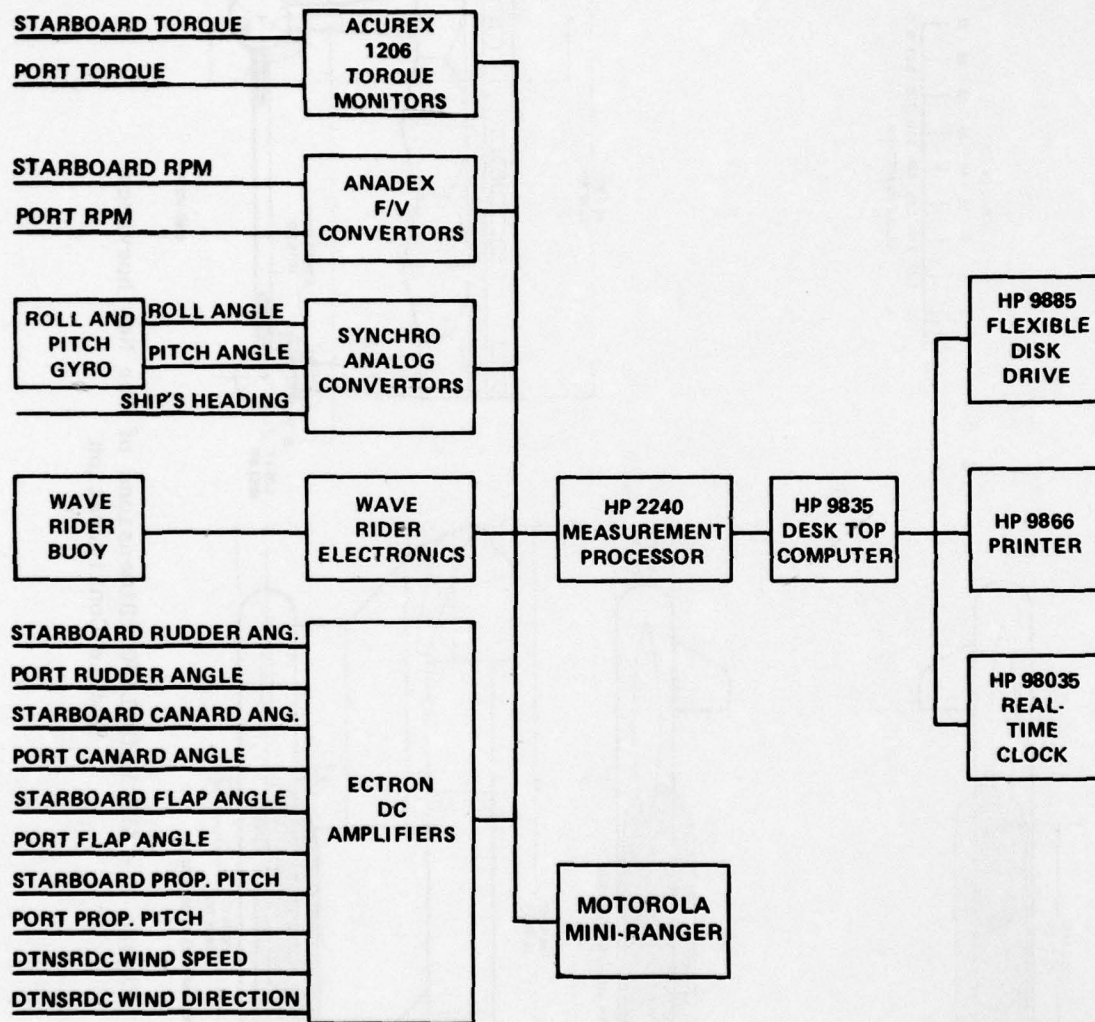 STARBOARD TORQUE
PORT TORQUE
ACUREX
1206
TORQUE
MONITORS
STARBOARD RPM
PORT RPM
ANADEX
F/V
CONVERTORS
ROLL AND
PITCH
GYRO
ROLL ANGLE
PITCH ANGLE
SHIP'S HEADING
SYNCHRO
ANALOG
CONVERTORS
WAVE
RIDER
BUOY
WAVE
RIDER
ELECTRONICS
HP 2240
MEASUREMENT
PROCESSOR
HP 9835
DESK TOP
COMPUTER
HP 9885
FLEXIBLE
DISK
DRIVE
HP 9866
PRINTER
HP 98035
REAL-
TIME
CLOCK
STARBOARD RUDDER ANG.
PORT RUDDER ANGLE
STARBOARD CANARD ANG.
PORT CANARD ANGLE
STARBOARD FLAP ANGLE
PORT FLAP ANGLE
STARBOARD PROP. PITCH
PORT PROP. PITCH
DTNSRDC WIND SPEED
DTNSRDC WIND DIRECTION
ECTRON
DC
AMPLIFIERS
MOTOROLA
MINI-RANGER